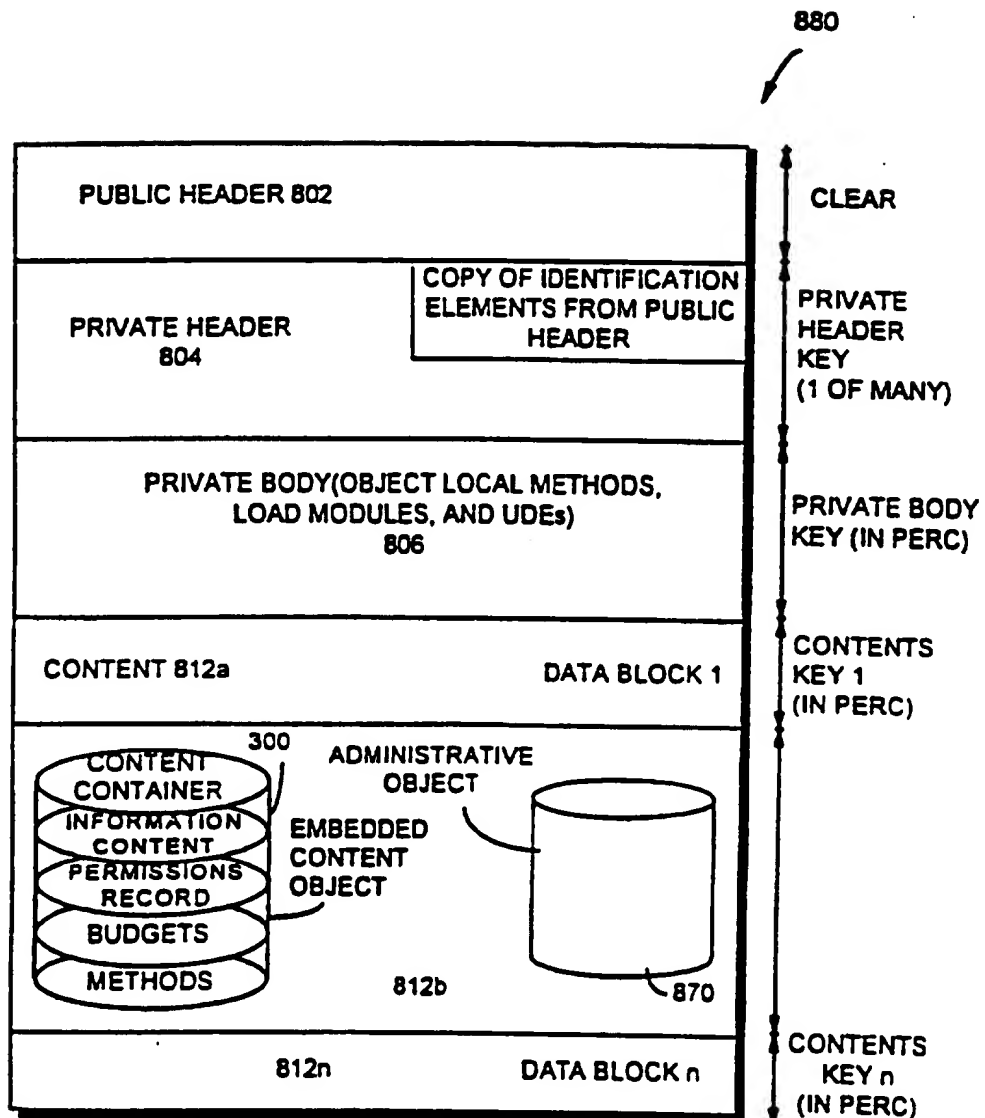 880
PUBLIC HEADER 802
CLEAR
COPY OF IDENTIFICATION
ELEMENTS FROM PUBLIC
HEADER
PRIVATE HEADER
804
PRIVATE
HEADER
KEY
(1 OF MANY)
PRIVATE BODY(OBJECT LOCAL METHODS,
LOAD MODULES, AND UDEs)
806
PRIVATE BODY
KEY (IN PERC)
CONTENT 812a
DATA BLOCK 1
CONTENTS
KEY 1
(IN PERC)
300
CONTENT
CONTAINER
INFORMATION
CONTENT
PERMISSIONS
RECORD
BUDGETS
METHODS
EMBEDDED
CONTENT
OBJECT
ADMINISTRATIVE
OBJECT
812b
870
812n
DATA BLOCK n
CONTENTS
KEY n
(IN PERC)